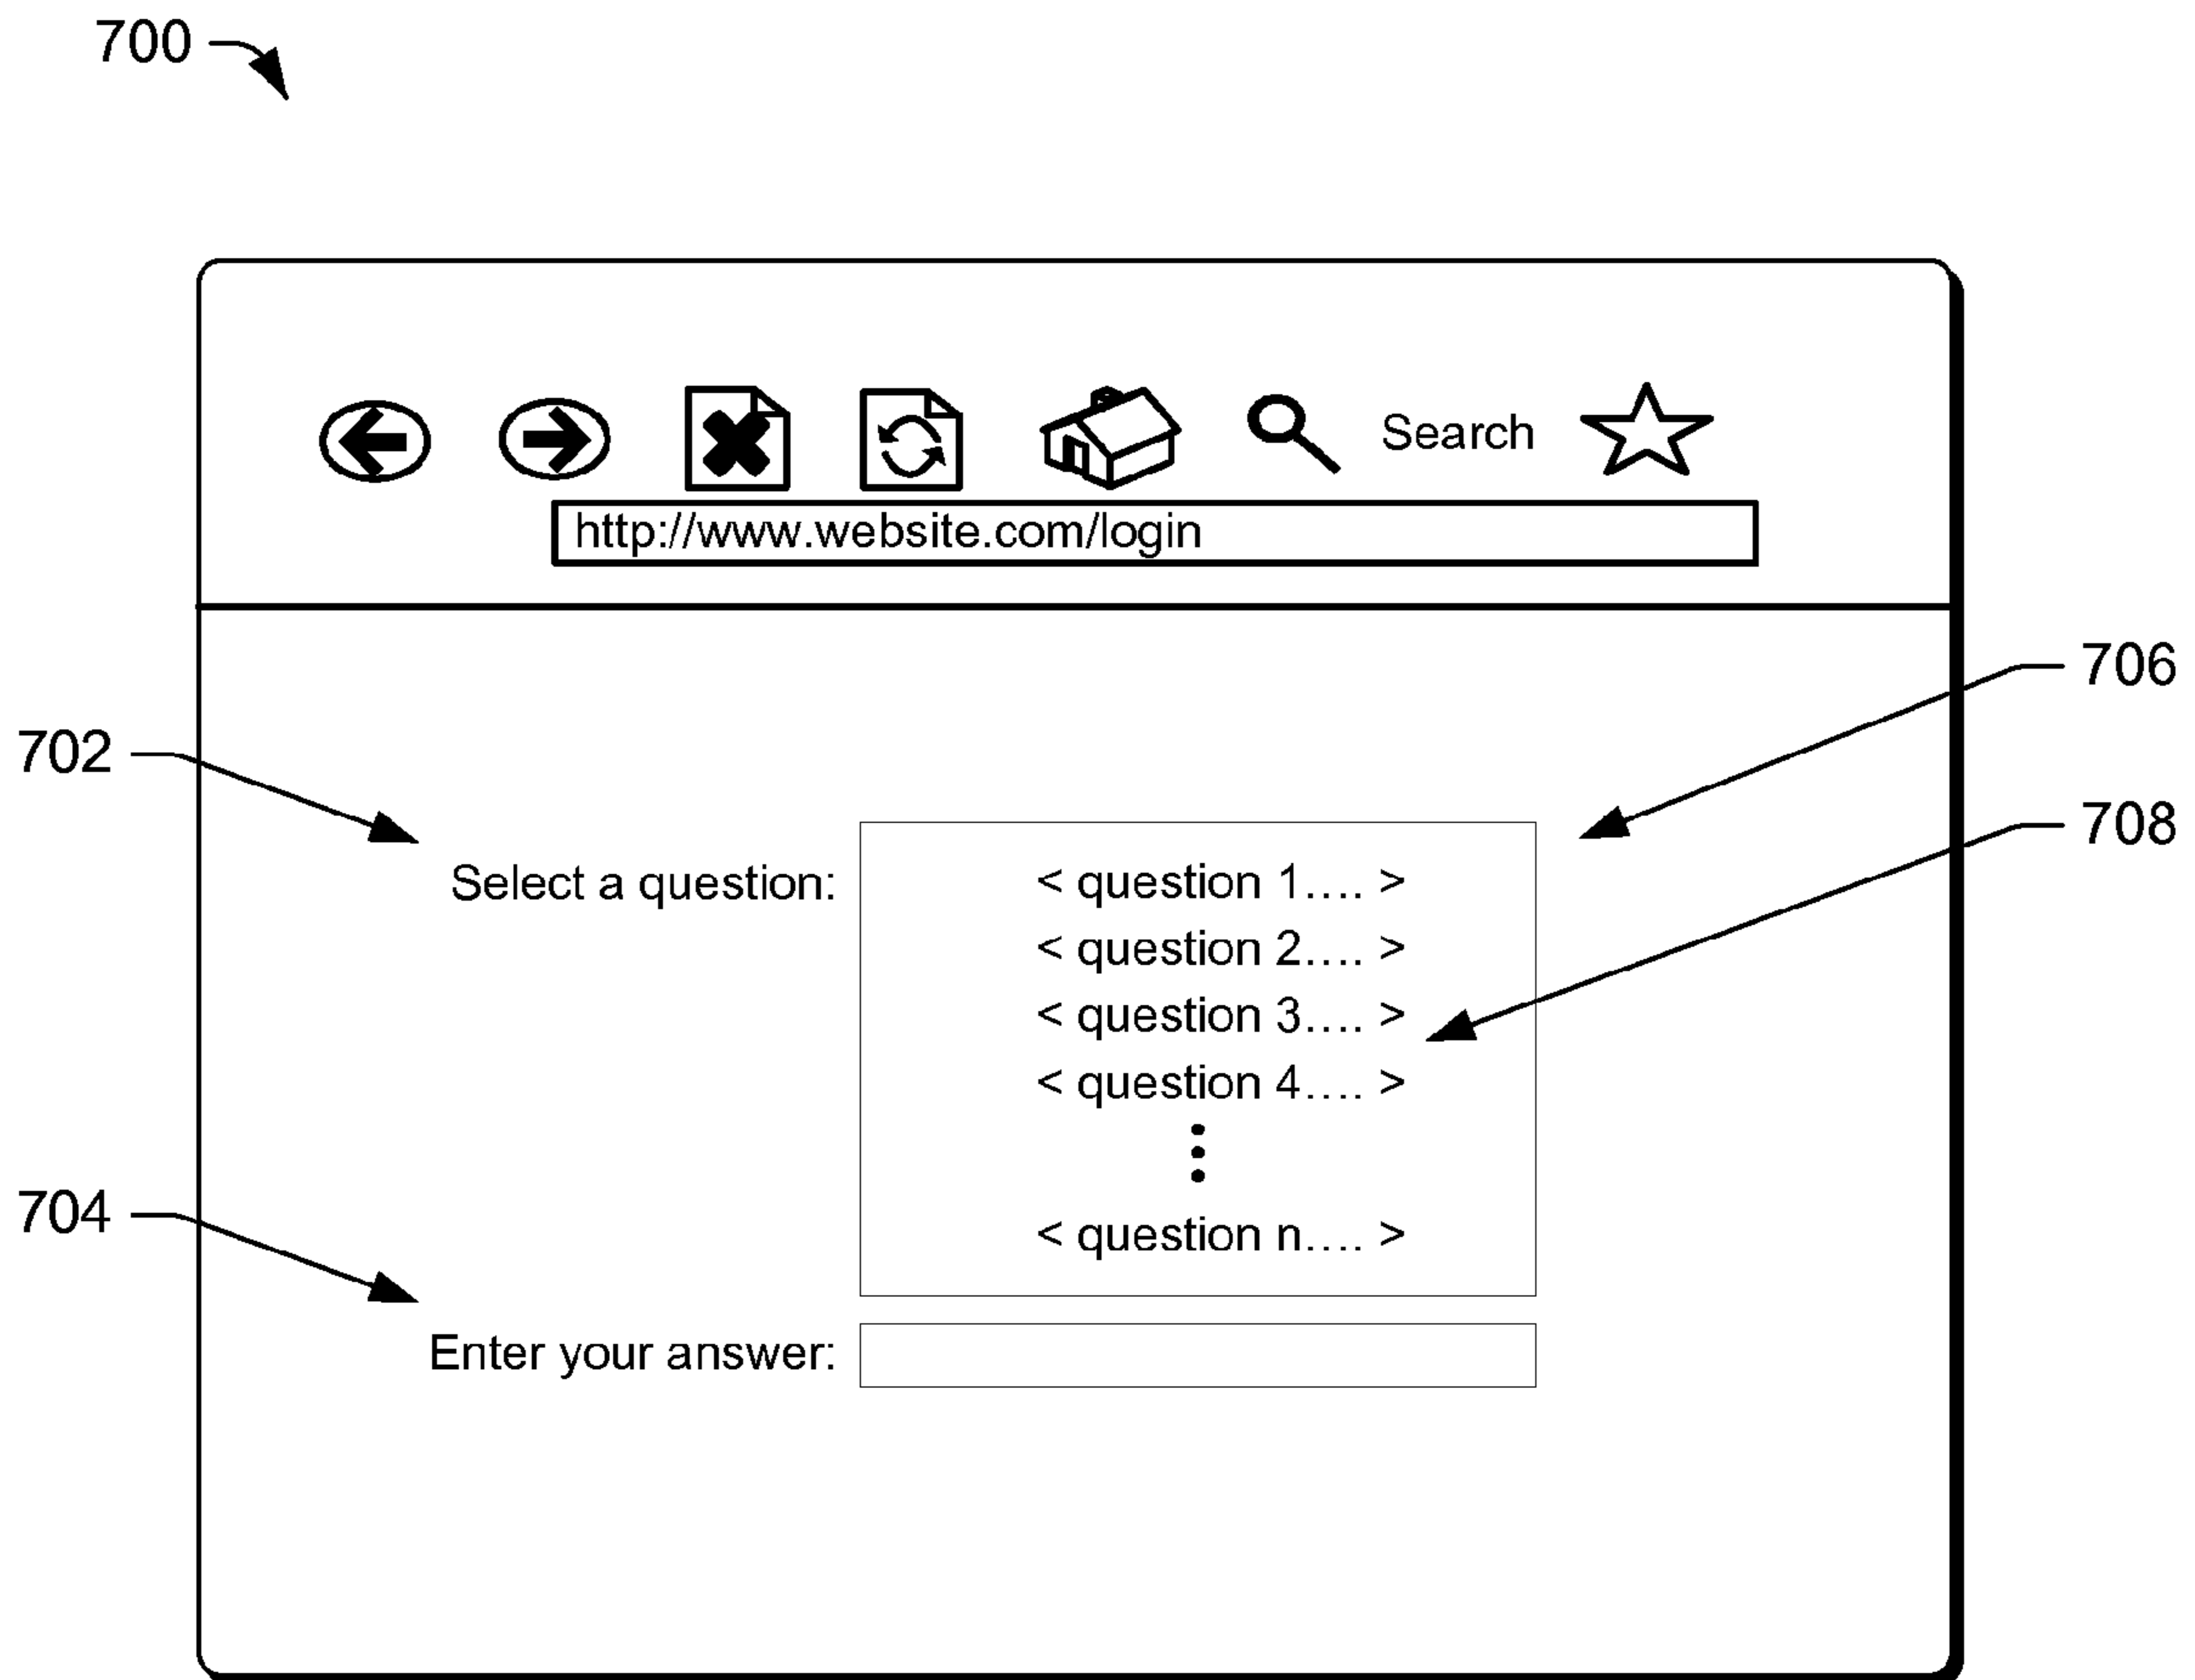 700
Search
http://www.website.com/login
706
702
708
Select a question:
< question 1.... >
< question 2.... >
< question 3.... >
< question 4.... >
< question n.... >
704
Enter your answer: